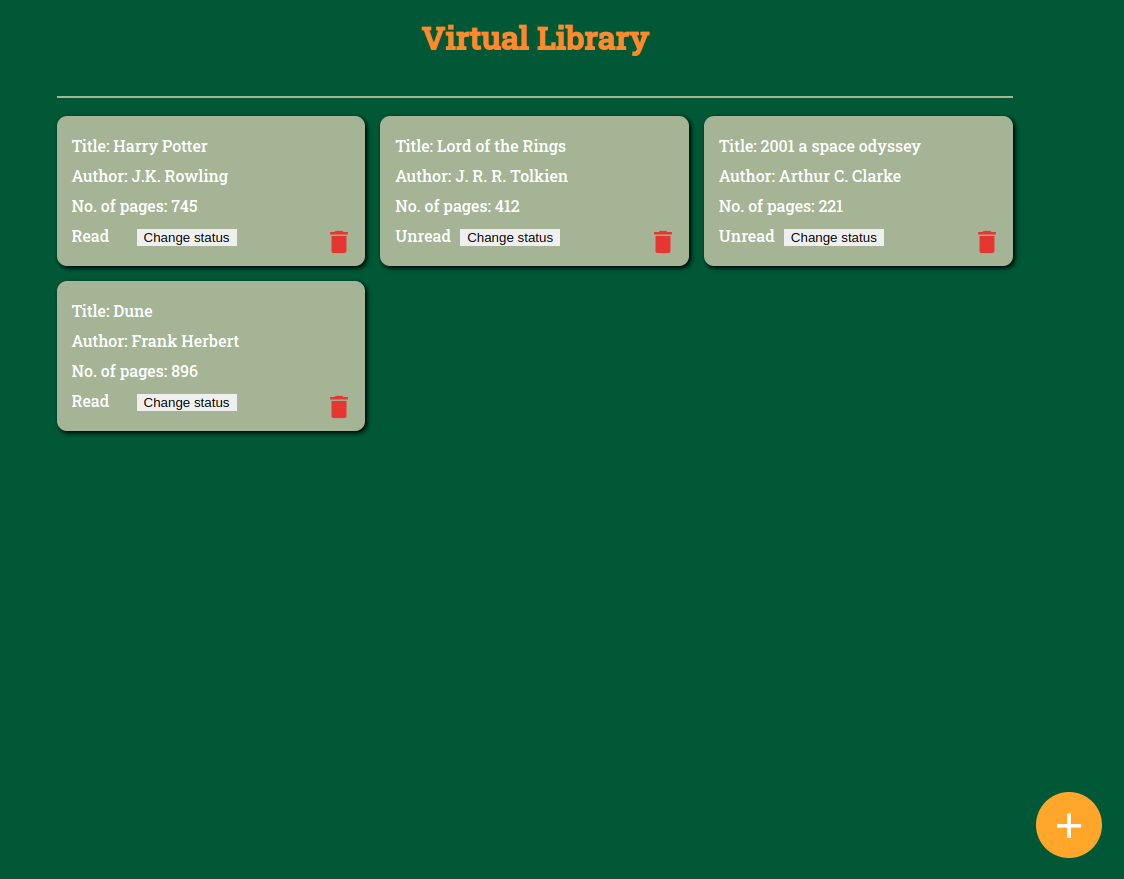 Virtual Library
Title: Harry Potter
Author: J.K. Rowling
No. of pages: 745
Read Change status
Title: Lord of the Rings
Author: J. R. R. Tolkien
No. of pages: 412
Unread Change status
Title: 2001 a space odyssey
Author: Arthur C. Clarke
No. of pages: 221
Unread Change status
Title: Dune
Author: Frank Herbert
No. of pages: 896
Read Change status